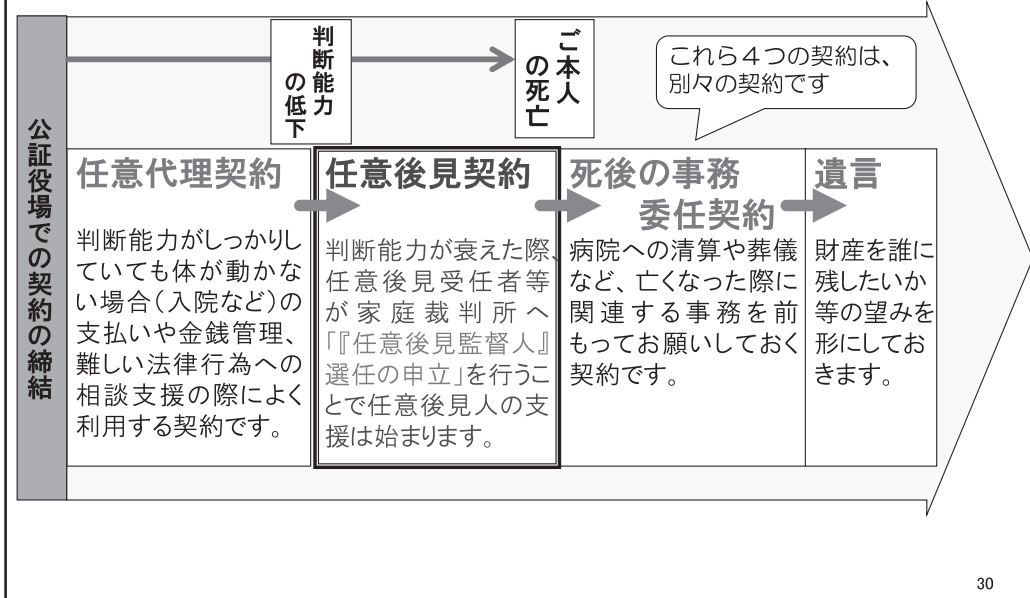 公証役場での契約の締結
判断能力
の低下
ご本人
の死亡
これら４つの契約は、
別々の契約です
任意代理契約
判断能力がしっかりし
ていても体が動かな
い場合（入院など）の
支払いや金銭管理、
難しい法律行為への
相談支援の際によく
利用する契約です。
任意後見契約
判断能力が衰えた際、
任意後見受任者等
が家庭裁判所へ
「『任意後見監督人』
選任の申立」を行うこ
とで任意後見人の支
援は始まります。
死後の事務
委任契約
病院への清算や葬儀
など、亡くなった際に
関連する事務を前
もってお願いしておく
契約です。
遺言
財産を誰に
残したいか
等の望みを
形にしてお
きます。
30